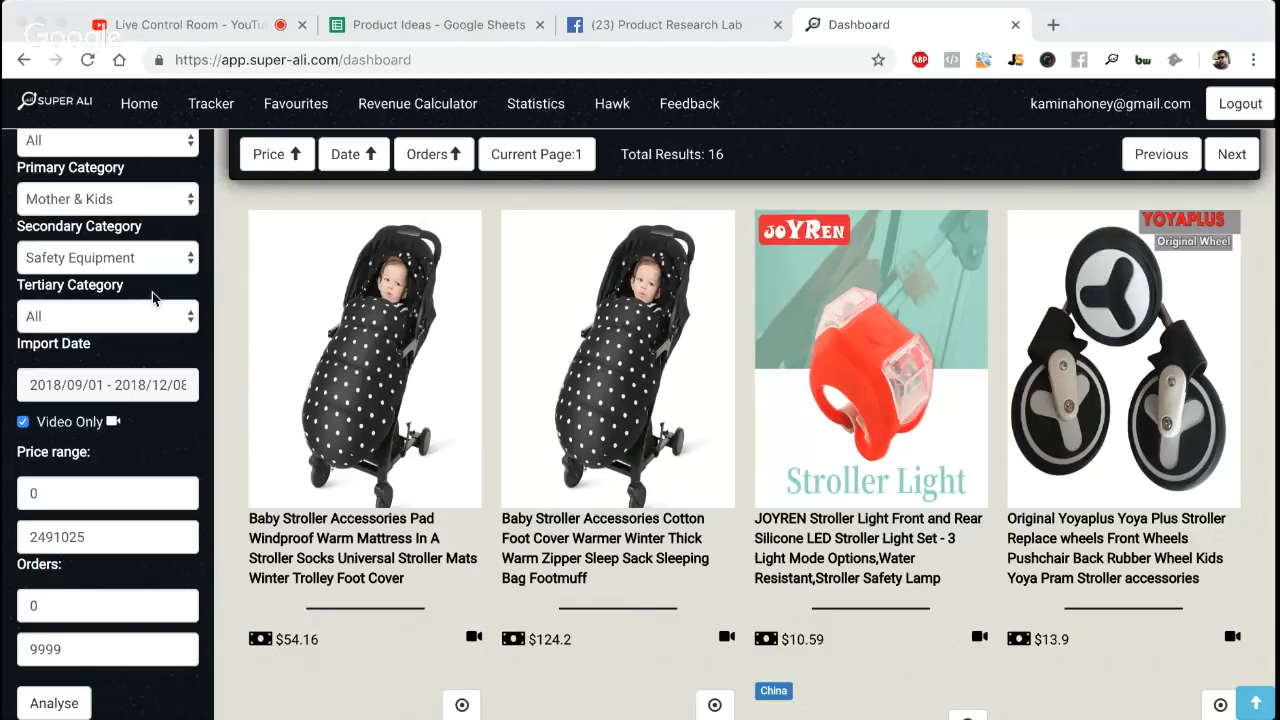 Live Control Room - YouTu
Product Ideas - Google Sheets
(23) Product Research Lab
Dashboard
Google
https://app.super-ali.com/dashboard
ABP
JS
bw
SUPER ALI
Home
Tracker
Favourites
Revenue Calculator
Statistics
Hawk
Feedback
kaminahoney@gmail.com
Logout
All
Primary Category
Mother & Kids
Secondary Category
Safety Equipment
Tertiary Category
All
Import Date
2018/09/01 - 2018/12/08
Video Only
Price range:
0
2491025
Orders:
0
9999
Analyse
Price
Date
Orders
Current Page:1
Total Results: 16
Previous
Next
Baby Stroller Accessories Pad
Windproof Warm Mattress In A
Stroller Socks Universal Stroller Mats
Winter Trolley Foot Cover
$54.16
Baby Stroller Accessories Cotton
Foot Cover Warmer Winter Thick
Warm Zipper Sleep Sack Sleeping
Bag Footmuff
$124.2
JOYREN
Stroller Light
JOYREN Stroller Light Front and Rear
Silicone LED Stroller Light Set - 3
Light Mode Options,Water
Resistant,Stroller Safety Lamp
$10.59
China
YOYAPLUS
Original Wheel
Original Yoyaplus Yoya Plus Stroller
Replace wheels Front Wheels
Pushchair Back Rubber Wheel Kids
Yoya Pram Stroller accessories
$13.9